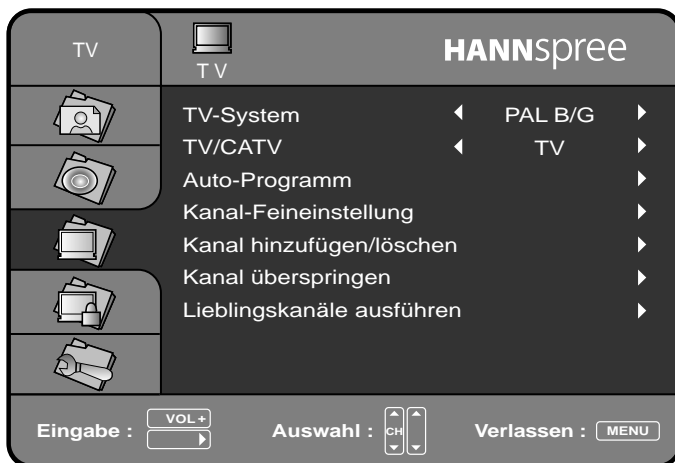 TV
TV
HANNspree
TV-System PAL B/G
TV/CATV TV
Auto-Programm
Kanal-Feineinstellung
Kanal hinzufügen/löschen
Kanal überspringen
Lieblingskanäle ausführen
Eingabe : VOL+ Auswahl : CH Verlassen : MENU